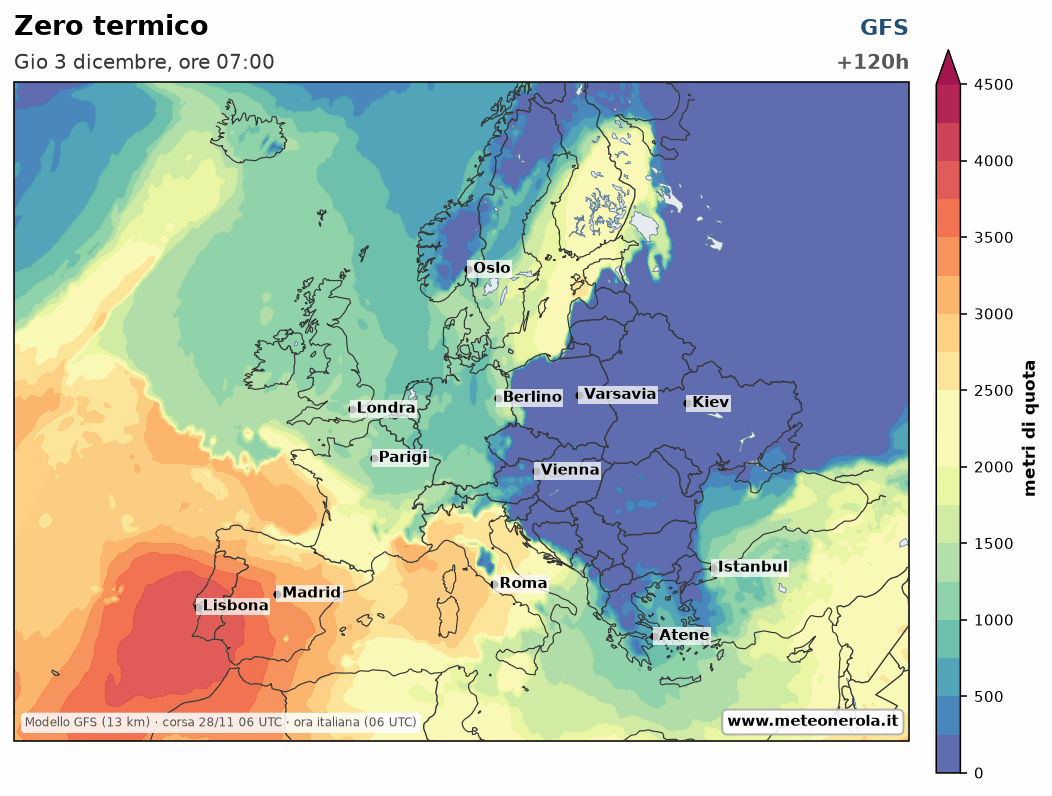 Zero termico
GFS
Gio 3 dicembre, ore 07:00
+120h
4500
4000
3500
3000
2500
2000
1500
1000
500
0
metri di quota
Oslo
Berlino
Varsavia
Kiev
Londra
Parigi
Vienna
Istanbul
Roma
Madrid
Lisbona
Atene
Modello GFS (13 km) · corsa 28/11 06 UTC · ora italiana (06 UTC)
www.meteonerola.it